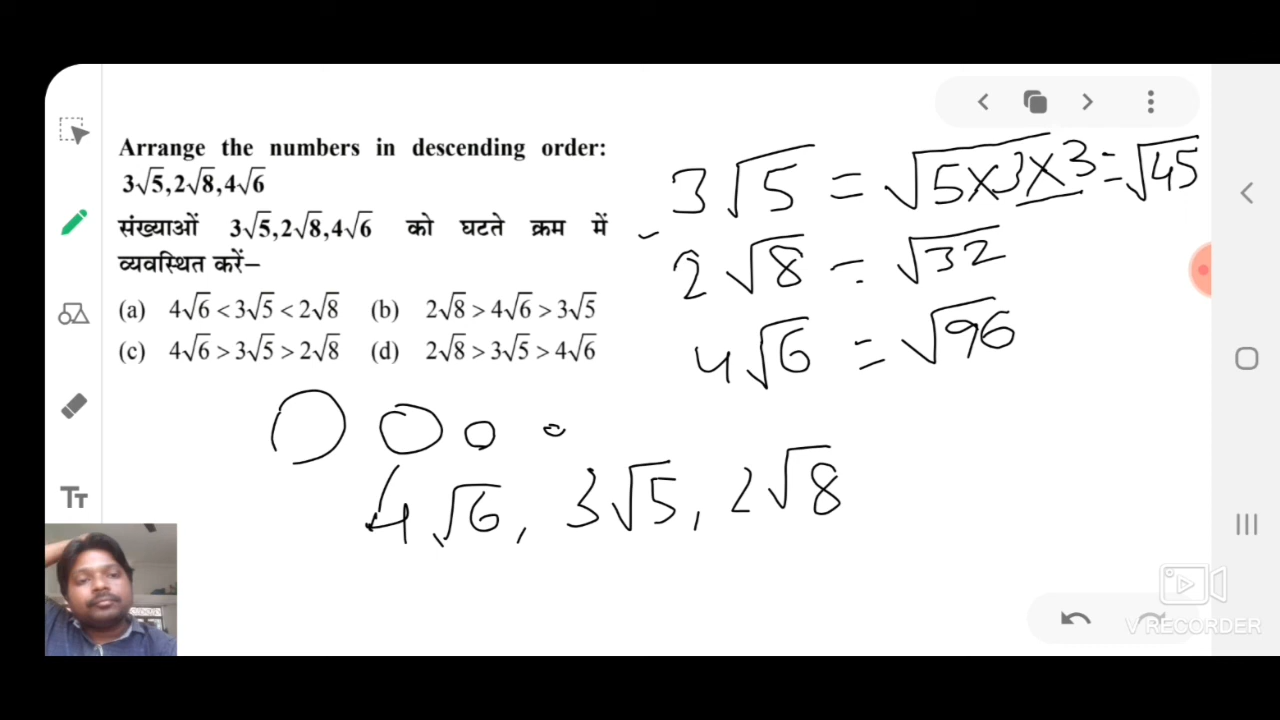 Arrange the numbers in descending order:
3√5, 2√8, 4√6
संख्याओं 3√5, 2√8, 4√6 को घटते क्रम में
व्यवस्थित करें–
(a) 4√6 < 3√5 < 2√8 (b) 2√8 > 4√6 > 3√5
(c) 4√6 > 3√5 > 2√8 (d) 2√8 > 3√5 > 4√6
3√5 = √5×3×3 = √45
2√8 = √32
4√6 = √96
4√6, 3√5, 2√8
TT
V RECORDER